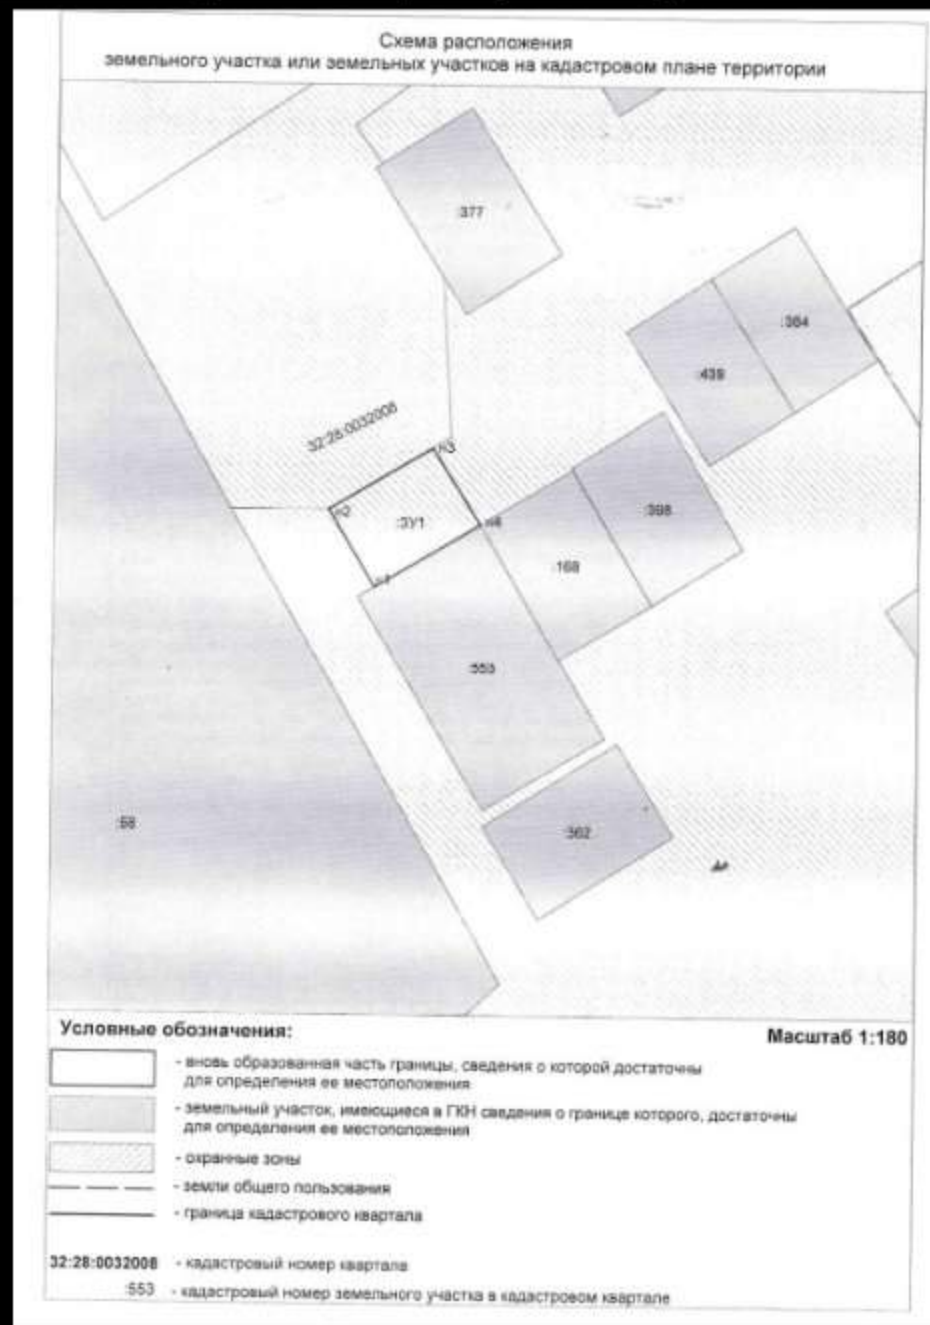 Схема расположения
земельного участка или земельных участков на кадастровом плане территории
:377
:364
:439
32:28:0032008
н3
н2
:ЗУ1
н4
:398
:168
н1
:553
:58
:362
Условные обозначения:
Масштаб 1:180
- вновь образованная часть границы, сведения о которой достаточны
для определения ее местоположения
- земельный участок, имеющиеся в ГКН сведения о границе которого, достаточны
для определения ее местоположения
- охранные зоны
- земли общего пользования
- граница кадастрового квартала
32:28:0032008 - кадастровый номер квартала
:553 - кадастровый номер земельного участка в кадастровом квартале